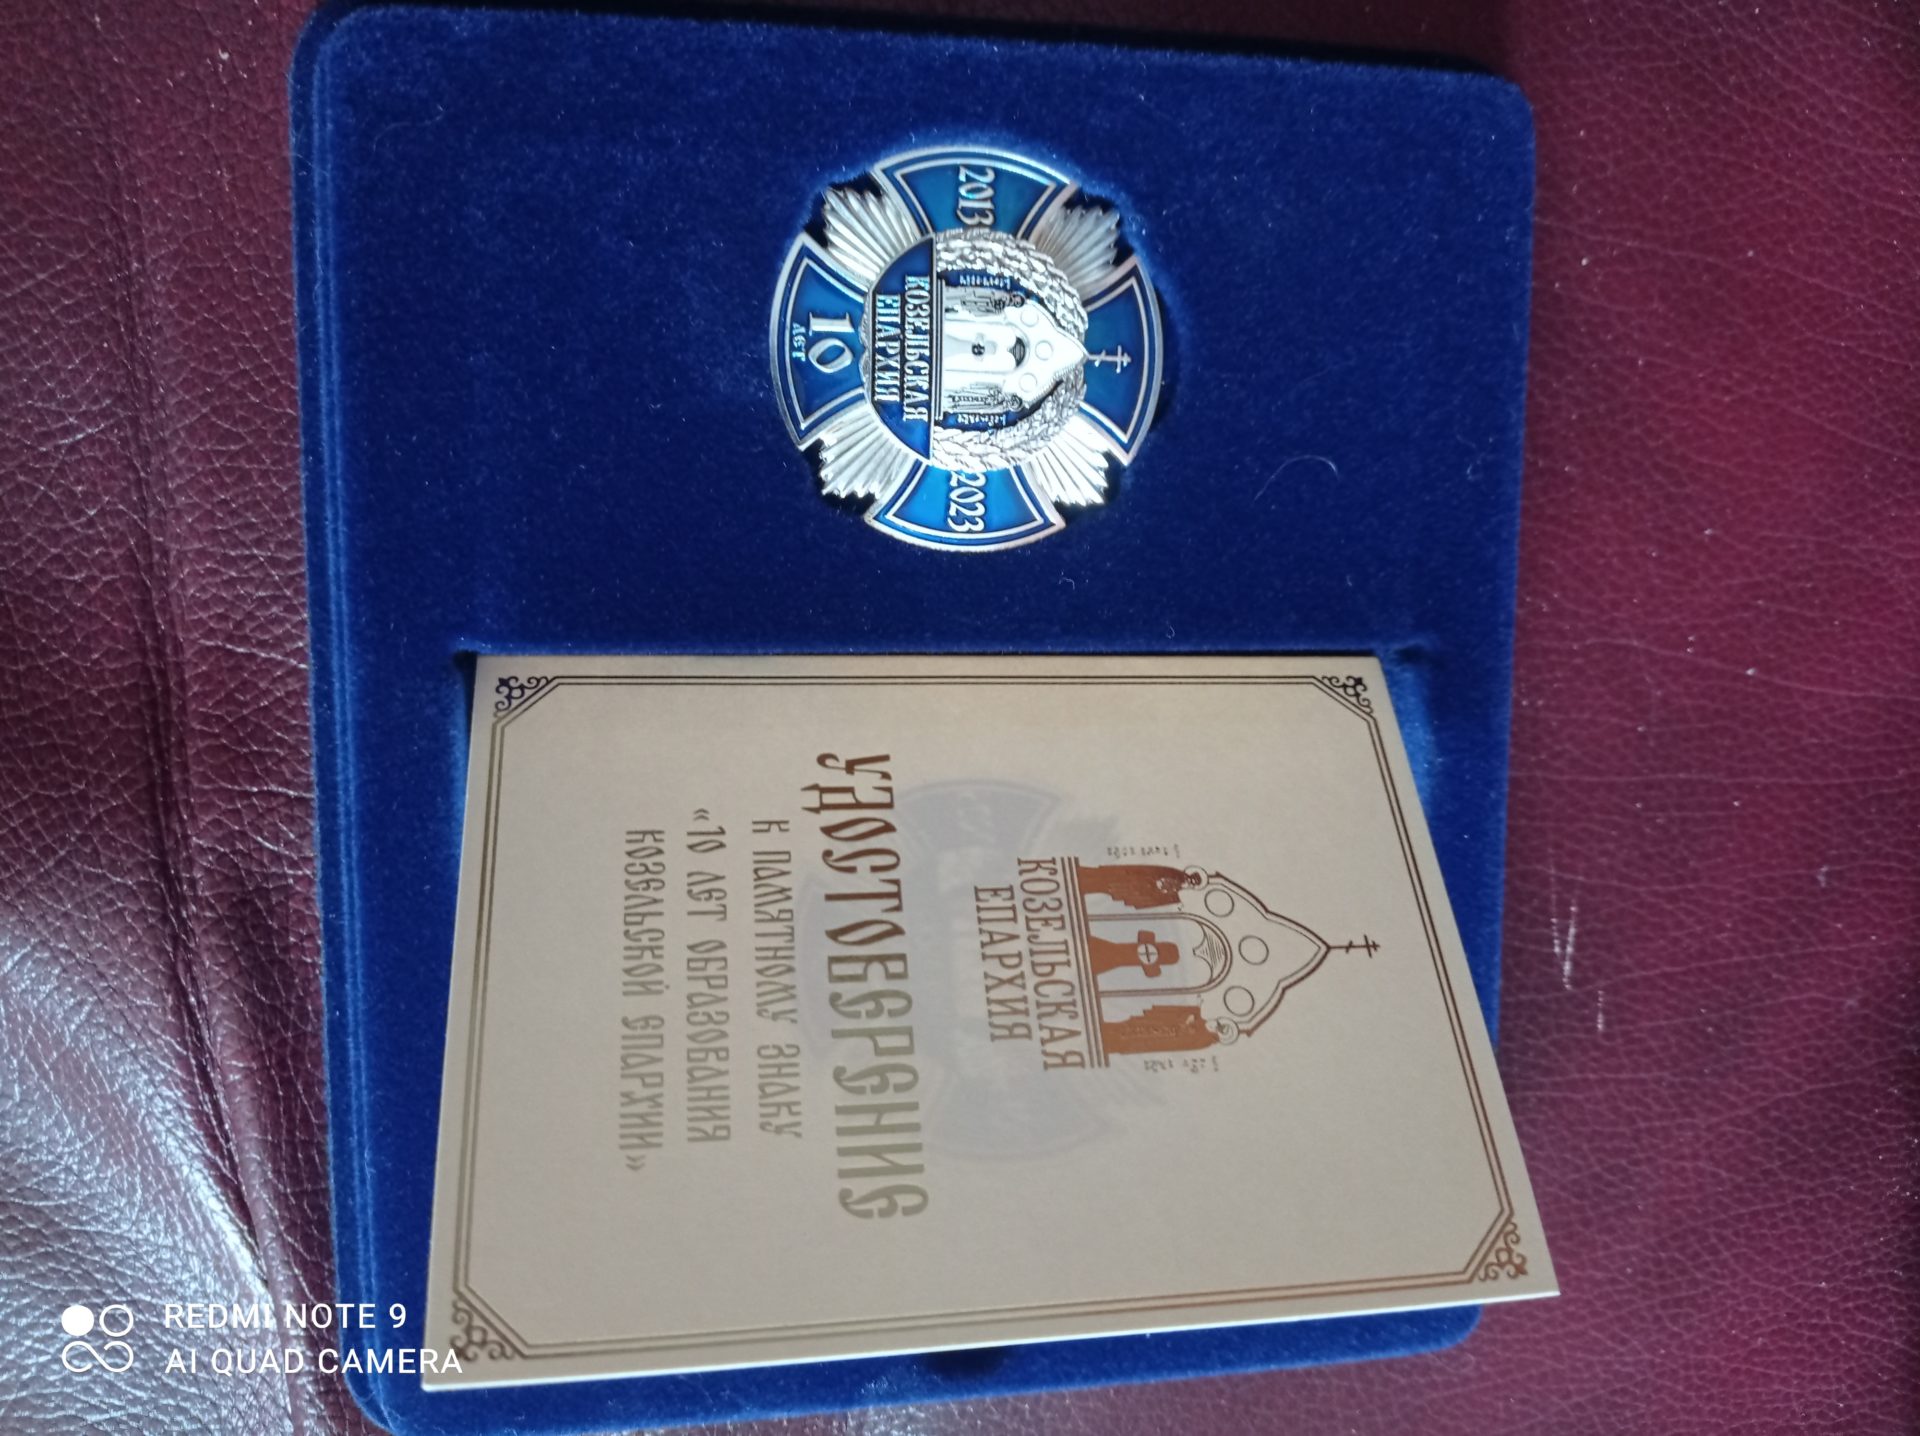 2013
2023
КОЗЕЛЬСКАЯ
ЕПАРХИЯ
10
ЛЕТ
КОЗЕЛЬСКАЯ
ЕПАРХИЯ
УДОСТОВЕРЕНИЕ
К ПАМЯТНОМУ ЗНАКУ
«10 ЛЕТ ОБРАЗОВАНИЯ
КОЗЕЛЬСКОЙ ЕПАРХИИ»
REDMI NOTE 9
AI QUAD CAMERA